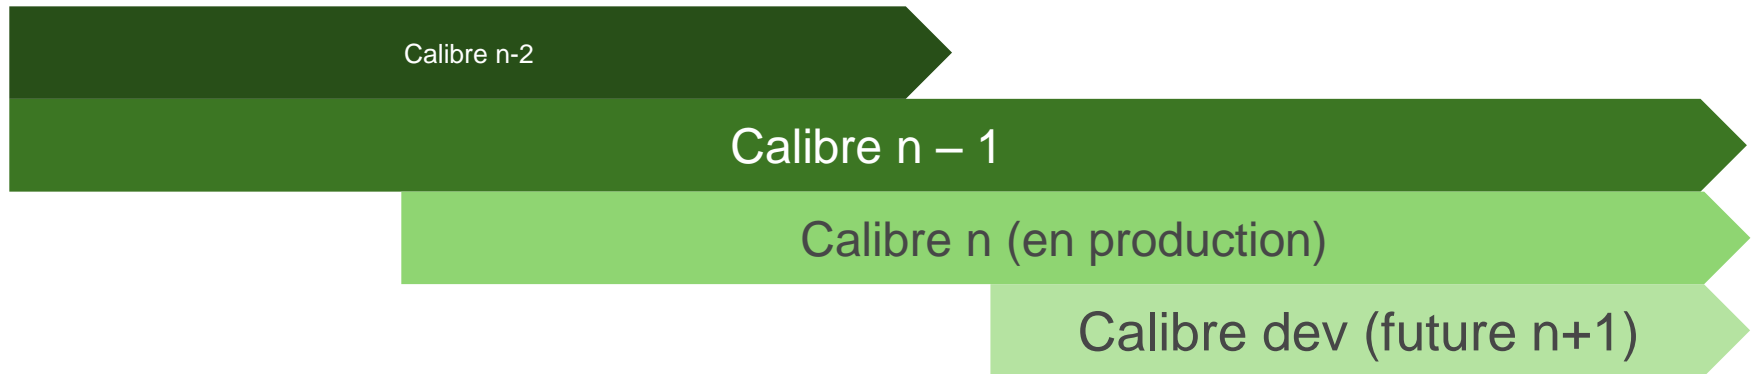 Calibre n-2
Calibre n – 1
Calibre n (en production)
Calibre dev (future n+1)